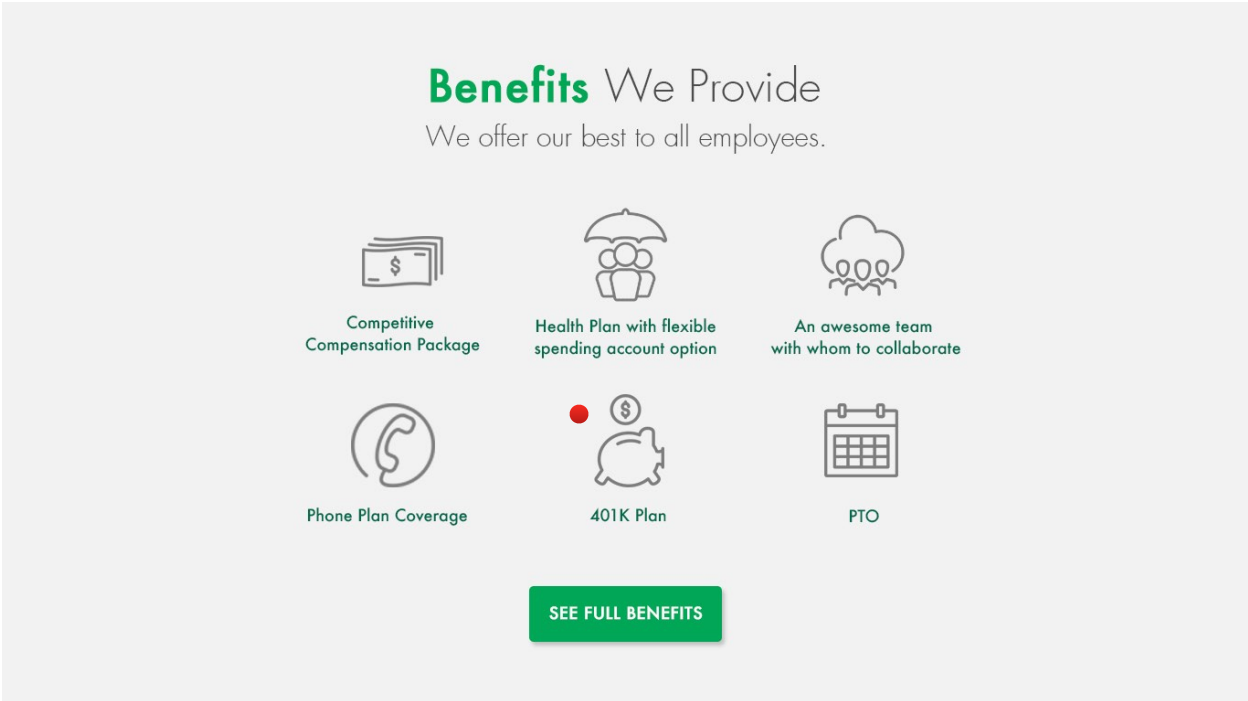 Benefits We Provide
We offer our best to all employees.
$
Competitive
Compensation Package
Health Plan with flexible
spending account option
An awesome team
with whom to collaborate
$
Phone Plan Coverage
401K Plan
PTO
SEE FULL BENEFITS